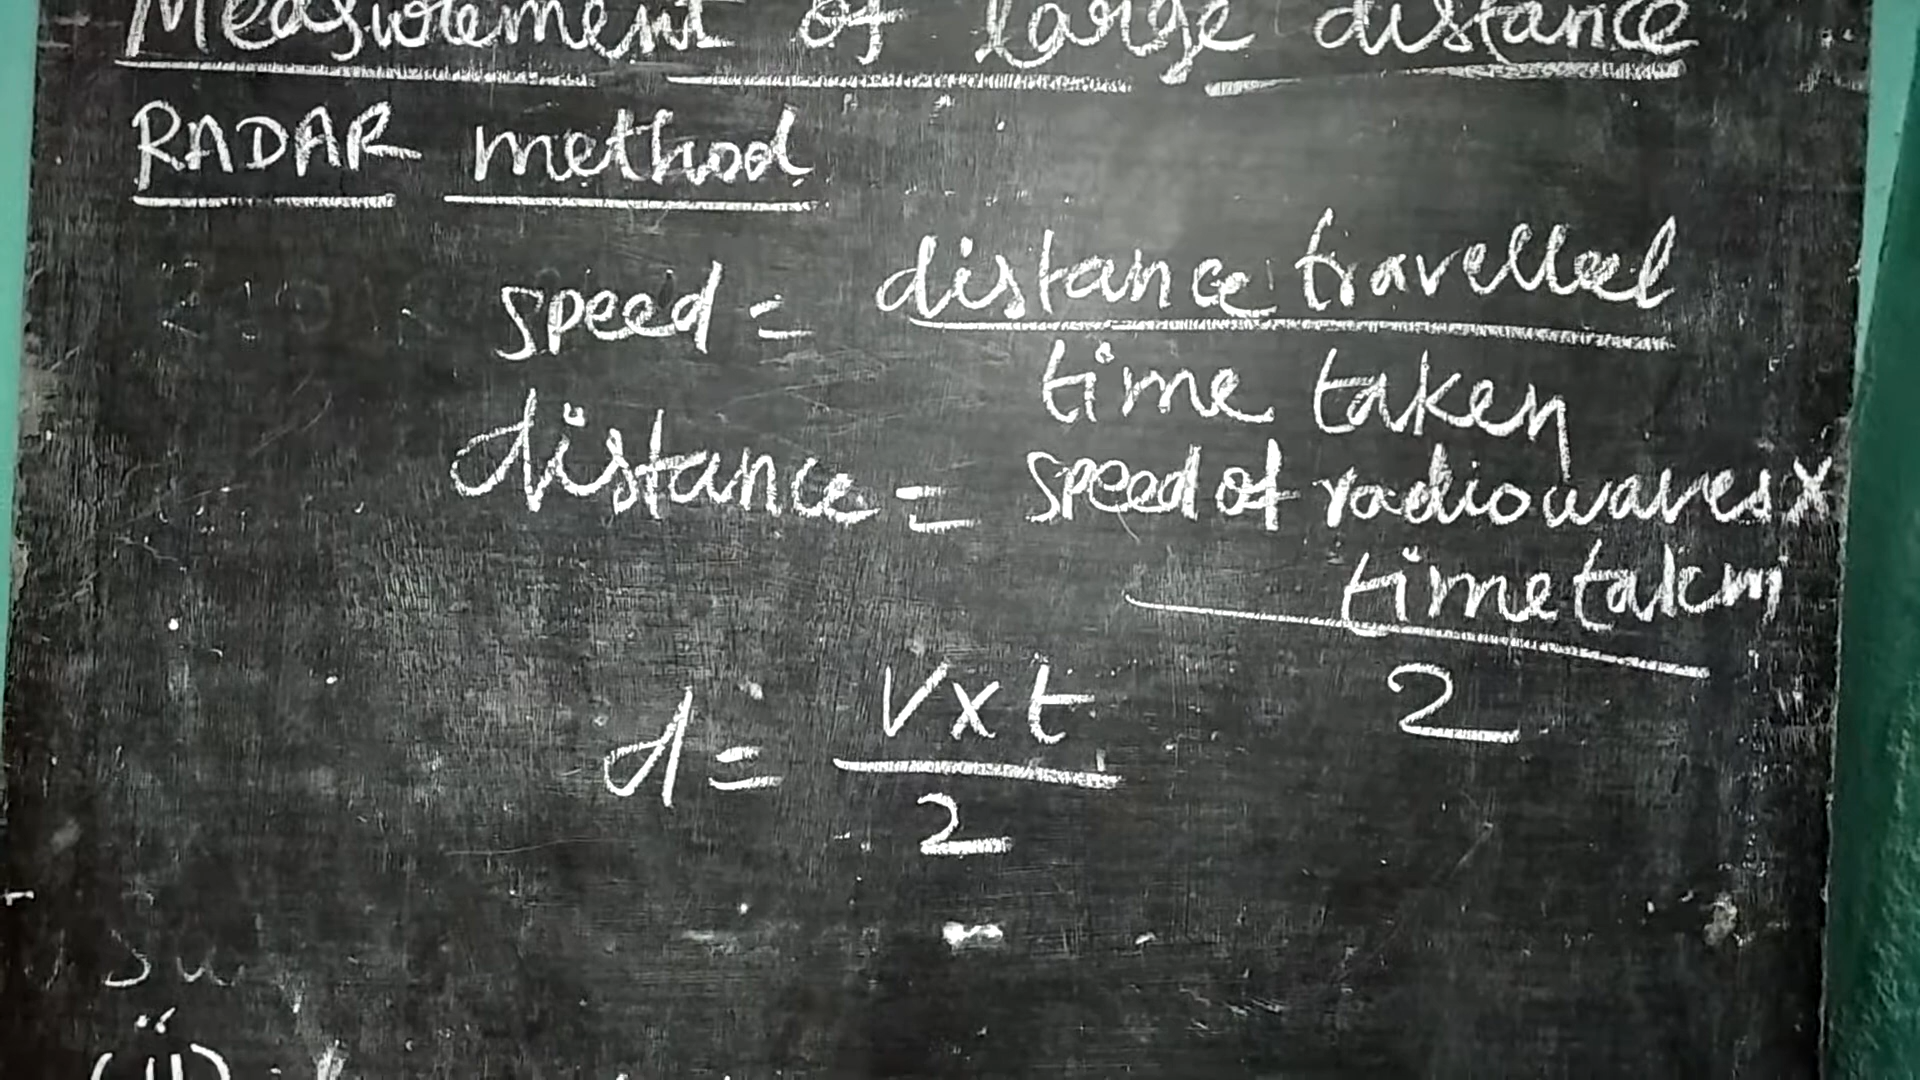 Measurement of large distance
RADAR method
speed = distance travelled
time taken
distance = speed of radiowaves x
time taken
2
d = v x t
2
(ii)